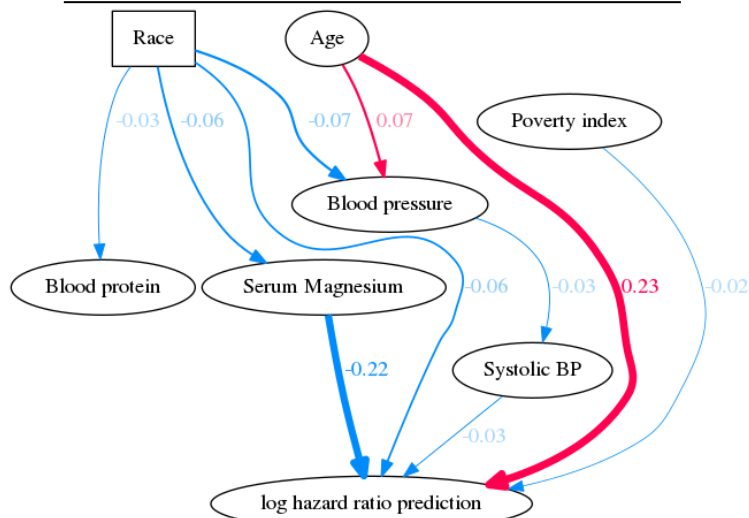 Race
Age
-0.03
-0.06
-0.07
0.07
Poverty index
Blood pressure
Blood protein
Serum Magnesium
-0.06
-0.03
0.23
-0.02
-0.22
Systolic BP
-0.03
log hazard ratio prediction